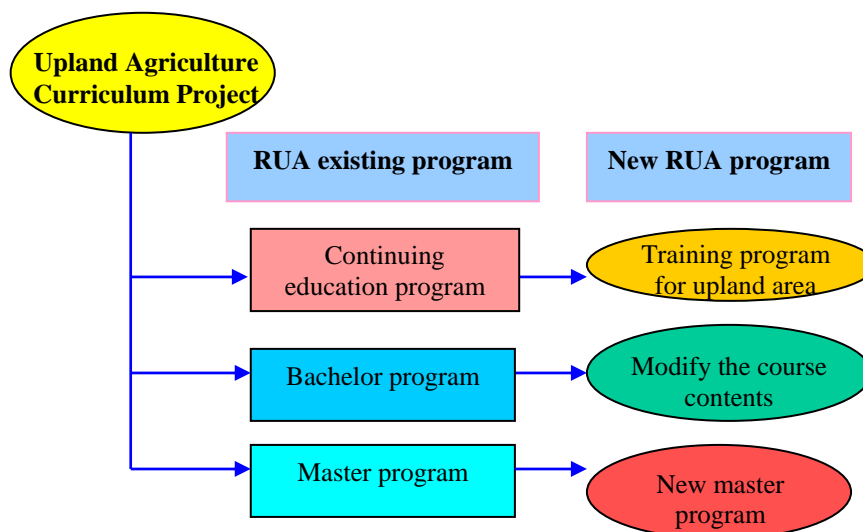 Upland Agriculture
Curriculum Project
RUA existing program
New RUA program
Continuing
education program
Training program
for upland area
Bachelor program
Modify the course
contents
Master program
New master
program